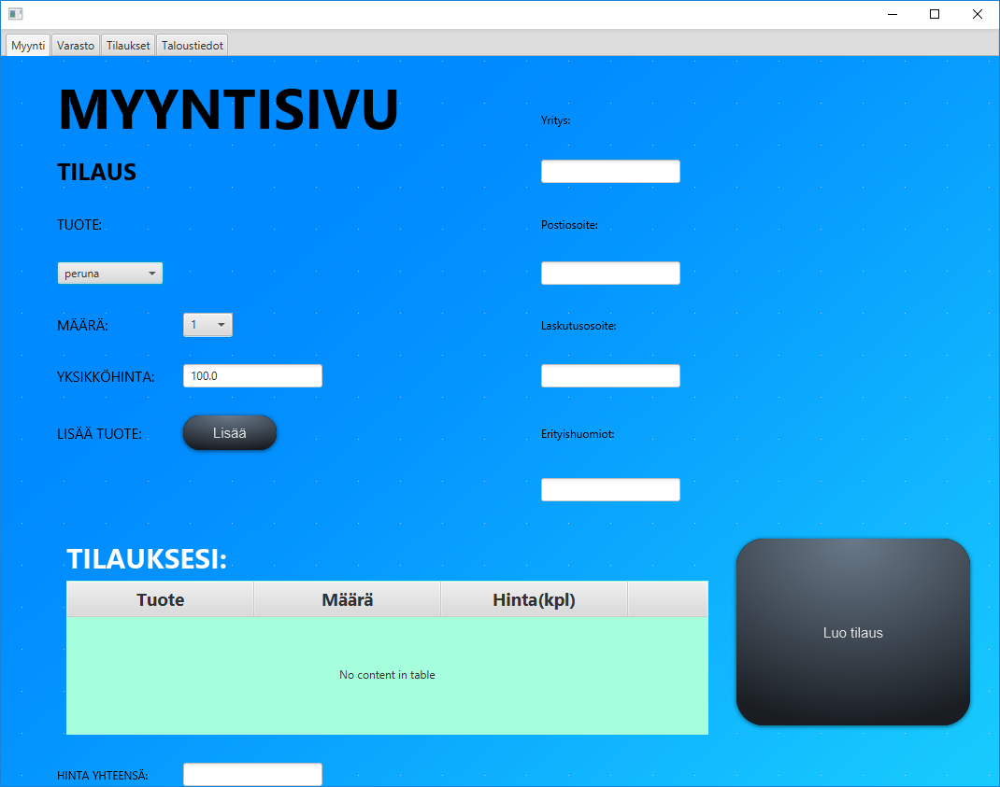 Myynti Varasto Tilaukset Taloustiedot
MYYNTISIVU
TILAUS
TUOTE:
peruna
MÄÄRÄ: 1
YKSIKKÖHINTA: 100.0
LISÄÄ TUOTE: Lisää
Yritys:
Postiosoite:
Laskutusosoite:
Erityishuomiot:
TILAUKSESI:
Tuote Määrä Hinta(kpl)
No content in table
Luo tilaus
HINTA YHTEENSÄ: